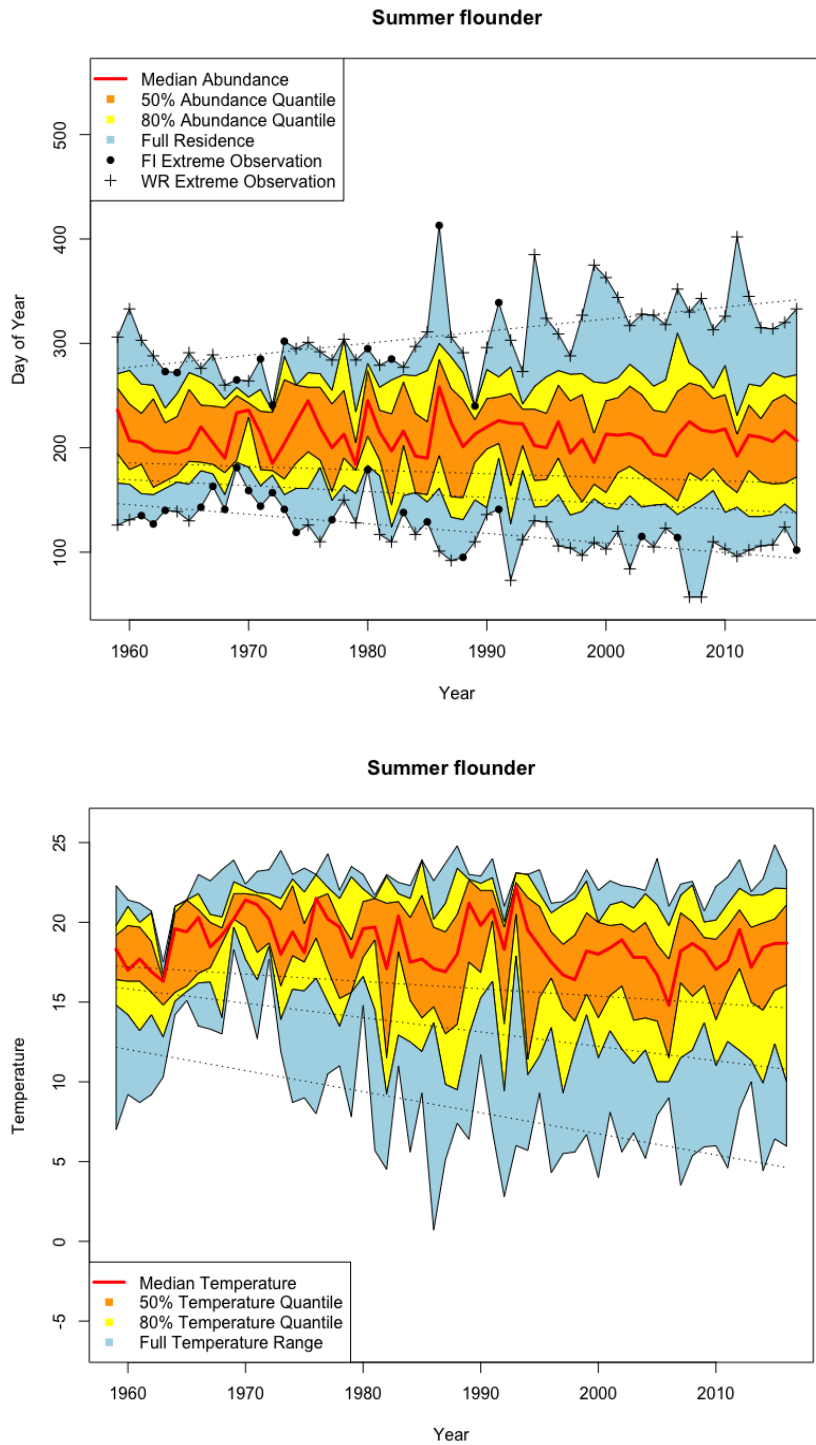 Summer flounder
Median Abundance
50% Abundance Quantile
80% Abundance Quantile
Full Residence
FI Extreme Observation
WR Extreme Observation
500
400
300
200
100
Day of Year
1960 1970 1980 1990 2000 2010
Year
Summer flounder
25
20
15
10
5
0
-5
Temperature
Median Temperature
50% Temperature Quantile
80% Temperature Quantile
Full Temperature Range
1960 1970 1980 1990 2000 2010
Year